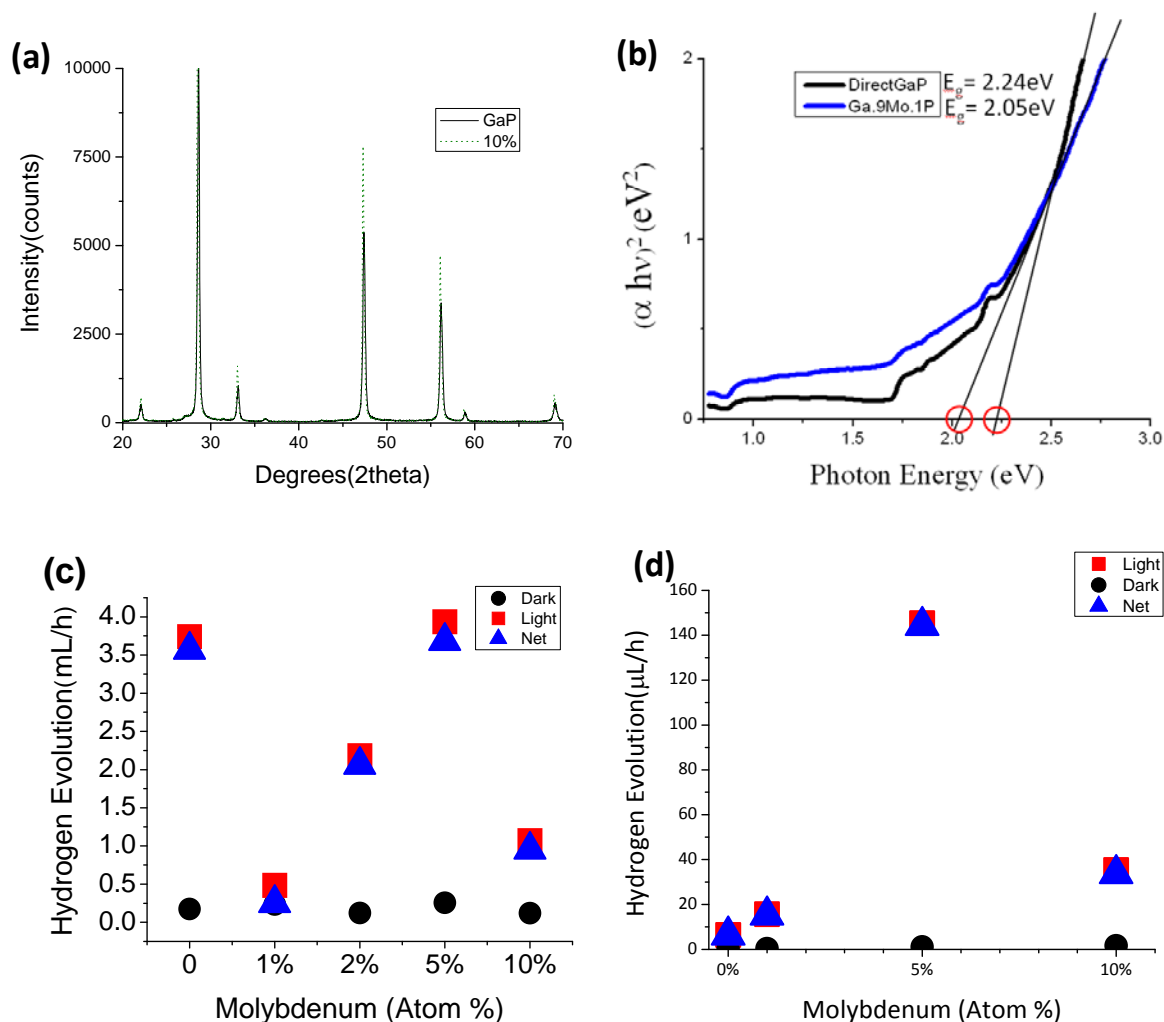 (a)
10000
7500
5000
2500
0
Intensity(counts)
GaP
10%
20 30 40 50 60 70
Degrees(2theta)
(b)
2
1
0
(α hν)² (eV²)
DirectGaP Eg= 2.24eV
Ga.9Mo.1P Eg= 2.05eV
1.0 1.5 2.0 2.5 3.0
Photon Energy (eV)
(c)
4.0
3.5
3.0
2.5
2.0
1.5
1.0
0.5
0.0
Hydrogen Evolution(mL/h)
Dark
Light
Net
0 1% 2% 5% 10%
Molybdenum (Atom %)
(d)
160
140
120
100
80
60
40
20
0
Hydrogen Evolution(μL/h)
Light
Dark
Net
0% 5% 10%
Molybdenum (Atom %)